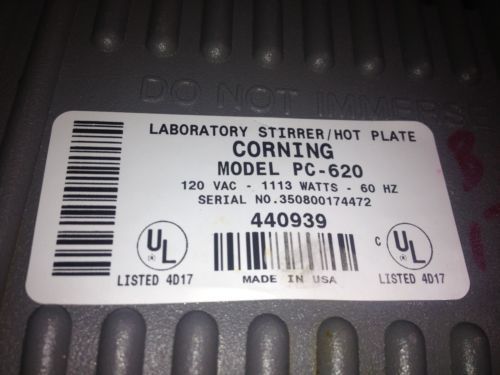 DO NOT IMMERSE
LABORATORY STIRRER/HOT PLATE
CORNING
MODEL PC-620
120 VAC - 1113 WATTS - 60 HZ
SERIAL NO.350800174472
440939
UL
LISTED 4D17
MADE IN USA
C UL
LISTED 4D17